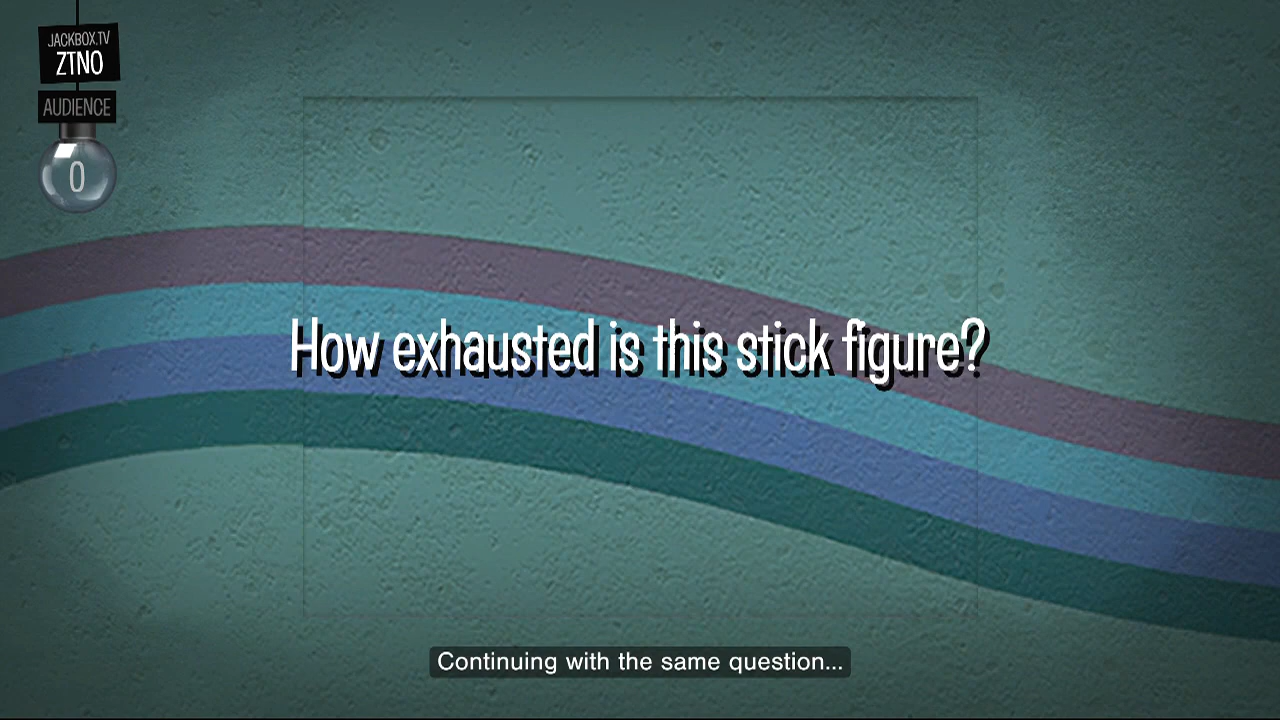 JACKBOX.TV
ZTNO
AUDIENCE
0
How exhausted is this stick figure?
Continuing with the same question...